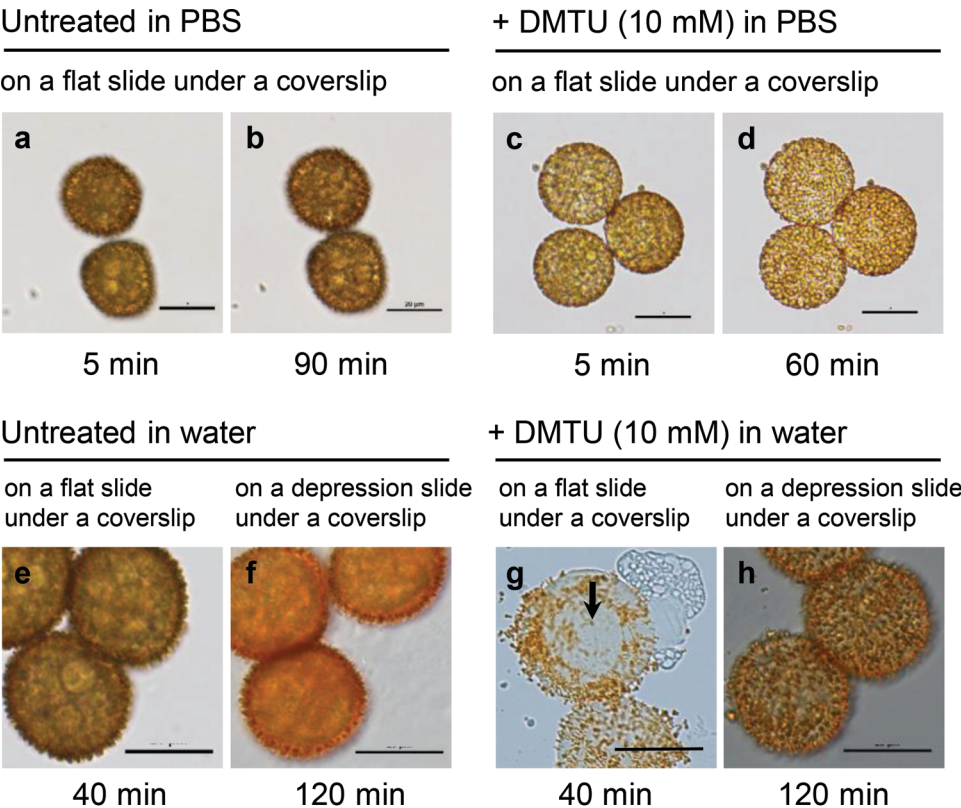 Untreated in PBS
+ DMTU (10 mM) in PBS
on a flat slide under a coverslip
on a flat slide under a coverslip
a
b
c
d
20 μm
5 min
90 min
5 min
60 min
Untreated in water
+ DMTU (10 mM) in water
on a flat slide
under a coverslip
on a depression slide
under a coverslip
on a flat slide
under a coverslip
on a depression slide
under a coverslip
e
f
g
h
40 min
120 min
40 min
120 min